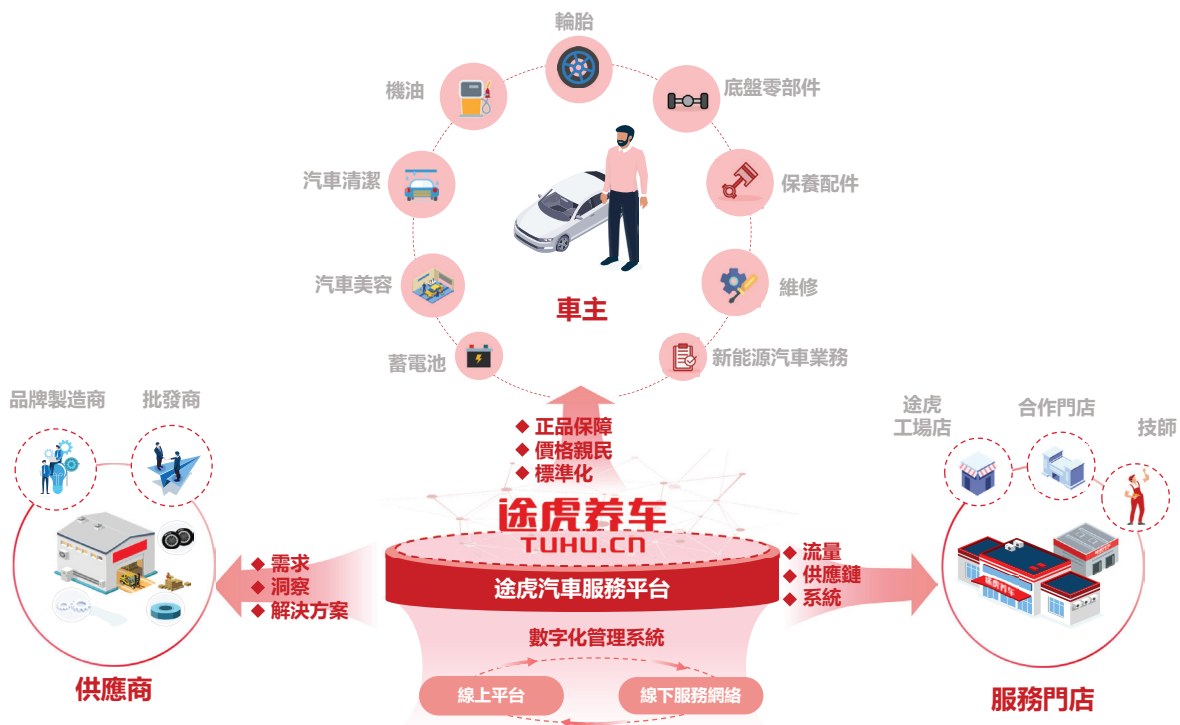 輪胎
機油
底盤零部件
汽車清潔
保養配件
汽車美容
維修
車主
蓄電池
新能源汽車業務
品牌製造商
批發商
途虎
工場店
合作門店
技師
正品保障
價格親民
標準化
途虎养车
TUHU.CN
需求
洞察
解決方案
途虎汽車服務平台
流量
供應鏈
系統
數字化管理系統
線上平台
線下服務網絡
供應商
服務門店